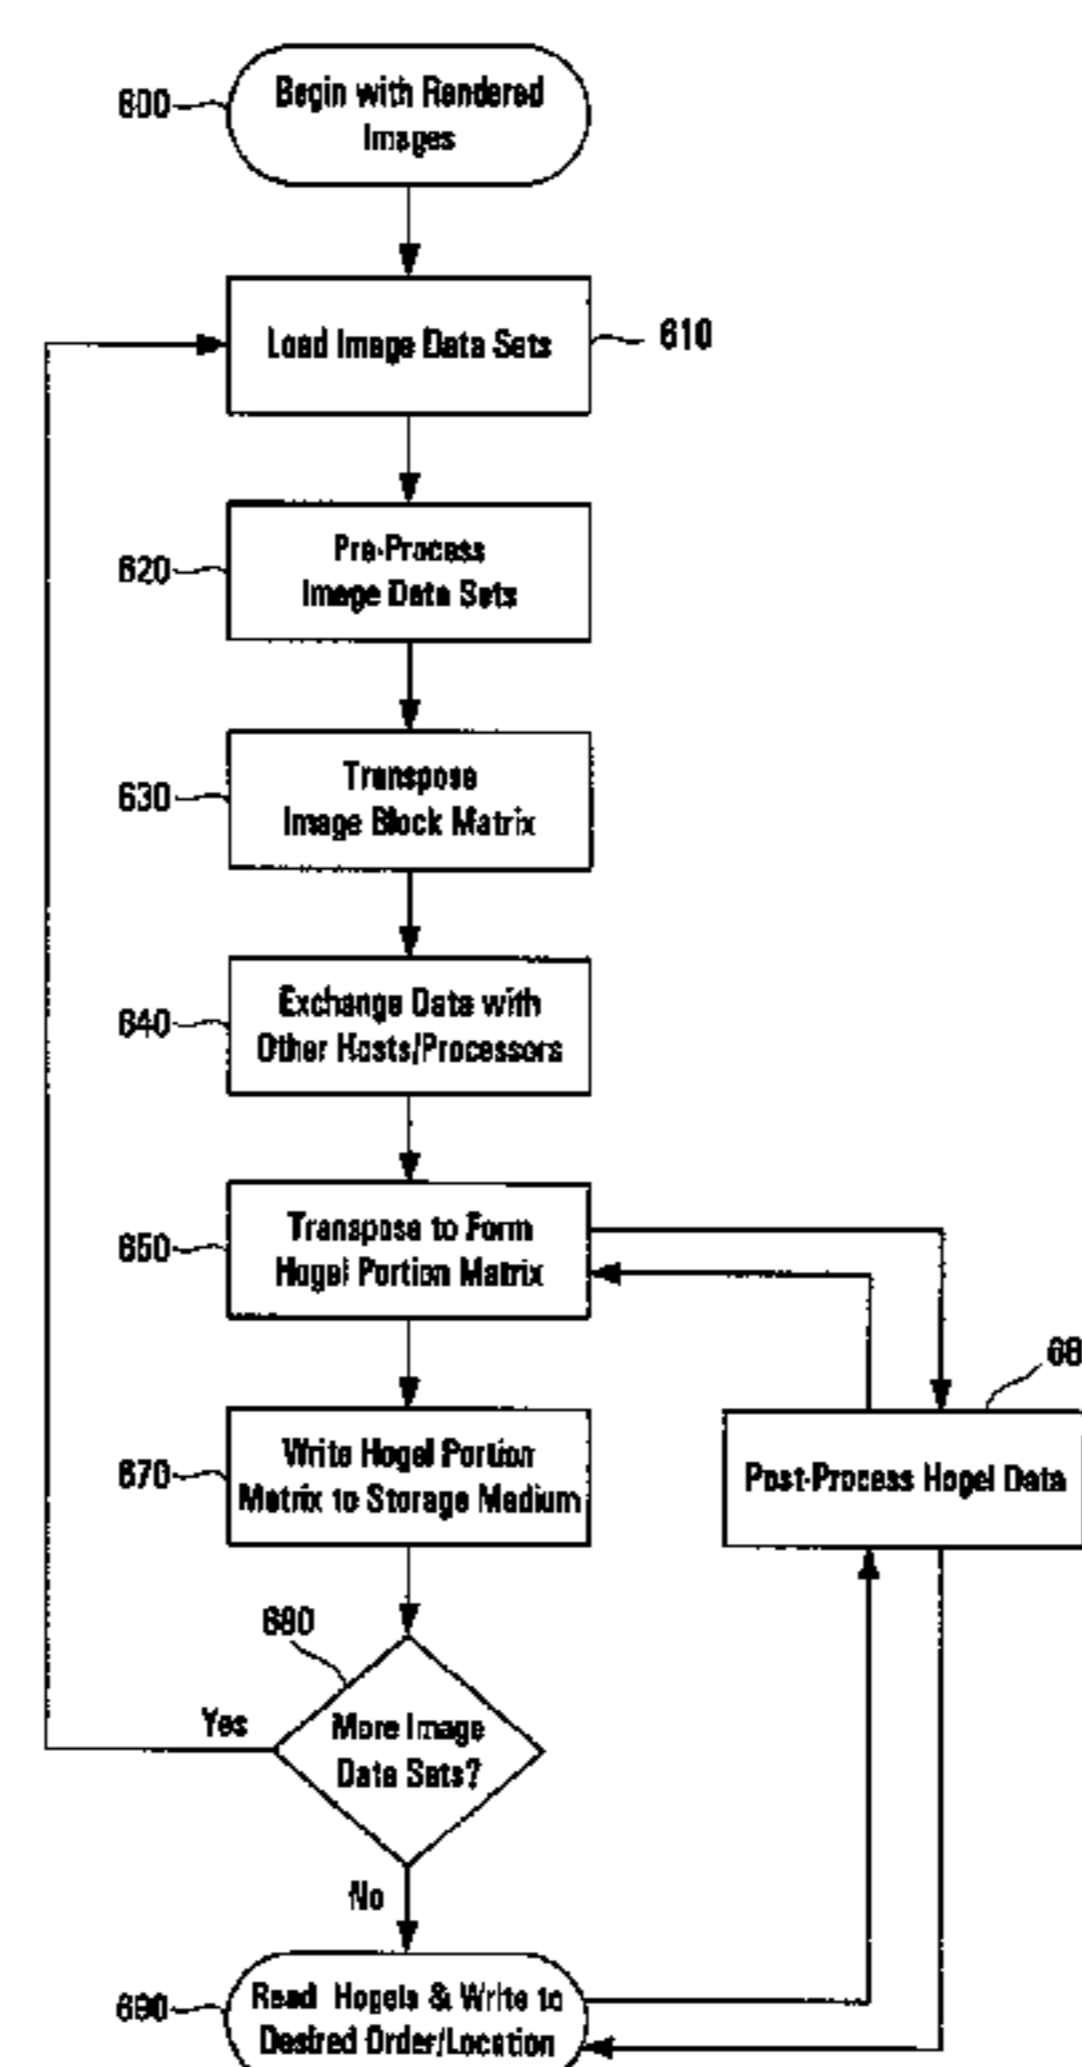 600
Begin with Rendered
Images
Load Image Data Sets
610
620
Pre-Process
Image Data Sets
630
Transpose
Image Block Matrix
640
Exchange Data with
Other Hosts/Processors
650
Transpose to Form
Hogel Portion Matrix
670
Write Hogel Portion
Matrix to Storage Medium
Post-Process Hogel Data
680
Yes
More Image
Data Sets?
No
690
Read Hogels & Write to
Desired Order/Location